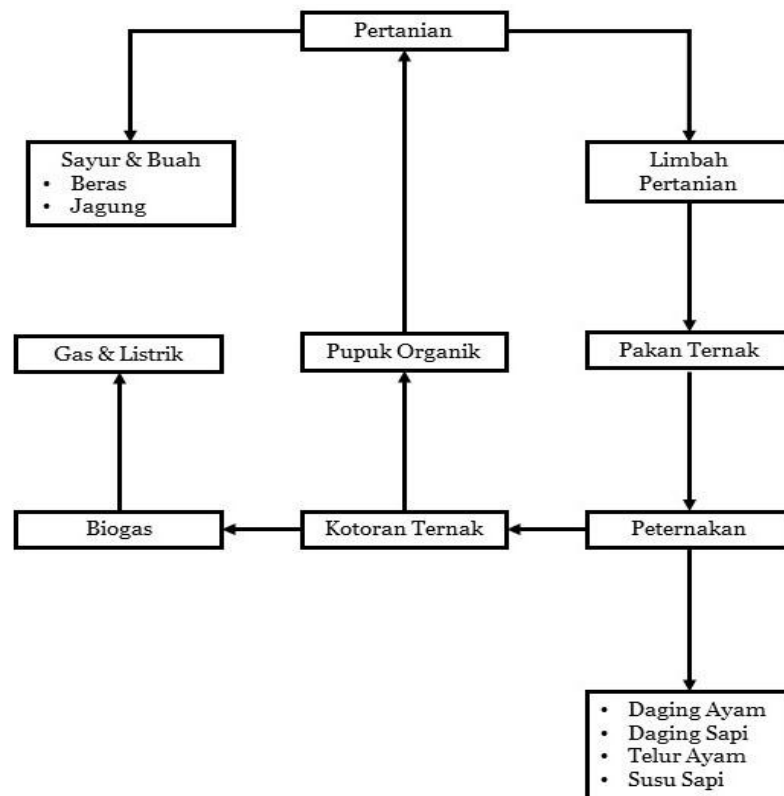 Pertanian
Sayur & Buah
• Beras
• Jagung
Limbah
Pertanian
Gas & Listrik
Pupuk Organik
Pakan Ternak
Biogas
Kotoran Ternak
Peternakan
• Daging Ayam
• Daging Sapi
• Telur Ayam
• Susu Sapi